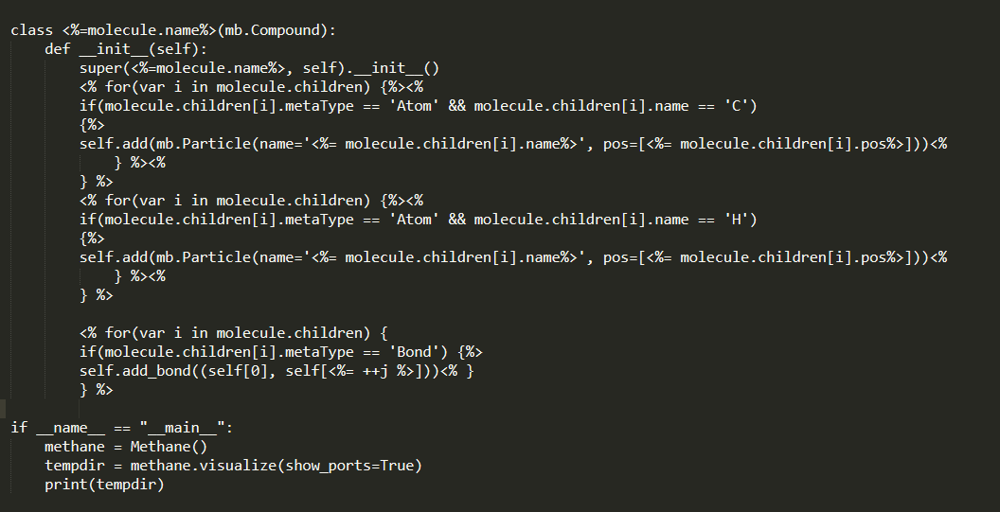 class <%=molecule.name%>(mb.Compound):
    def __init__(self):
        super(<%=molecule.name%>, self).__init__()
        <% for(var i in molecule.children) {%><%
        if(molecule.children[i].metaType == 'Atom' && molecule.children[i].name == 'C')
        {%>
        self.add(mb.Particle(name='<%= molecule.children[i].name%>', pos=[<%= molecule.children[i].pos%>]))<%
            } %><%
        } %>
        <% for(var i in molecule.children) {%><%
        if(molecule.children[i].metaType == 'Atom' && molecule.children[i].name == 'H')
        {%>
        self.add(mb.Particle(name='<%= molecule.children[i].name%>', pos=[<%= molecule.children[i].pos%>]))<%
            } %><%
        } %>

        <% for(var i in molecule.children) {
        if(molecule.children[i].metaType == 'Bond') {%>
        self.add_bond((self[0], self[<%= ++j %>]))<% }
        } %>

if __name__ == "__main__":
    methane = Methane()
    tempdir = methane.visualize(show_ports=True)
    print(tempdir)